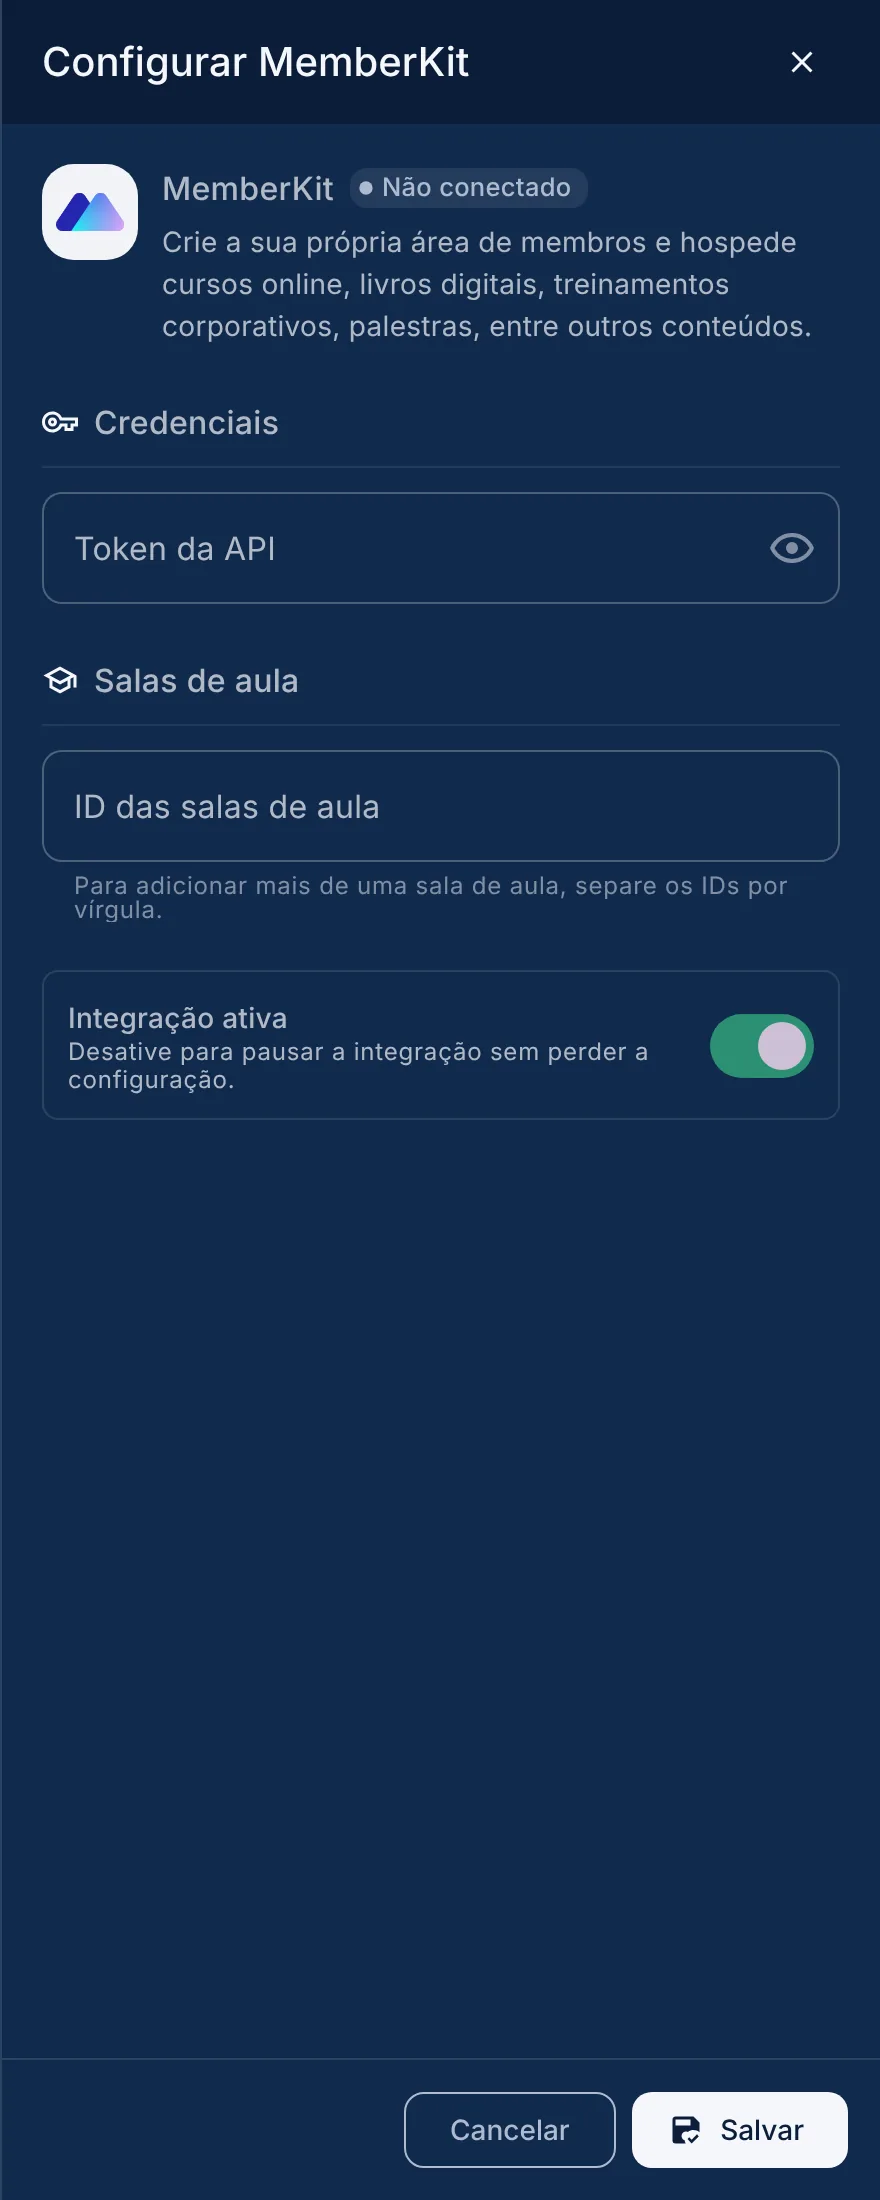 Configurar MemberKit
MemberKit
Não conectado
Crie a sua própria área de membros e hospede
cursos online, livros digitais, treinamentos
corporativos, palestras, entre outros conteúdos.
Credenciais
Token da API
Salas de aula
ID das salas de aula
Para adicionar mais de uma sala de aula, separe os IDs por
vírgula.
Integração ativa
Desative para pausar a integração sem perder a
configuração.
Cancelar
Salvar